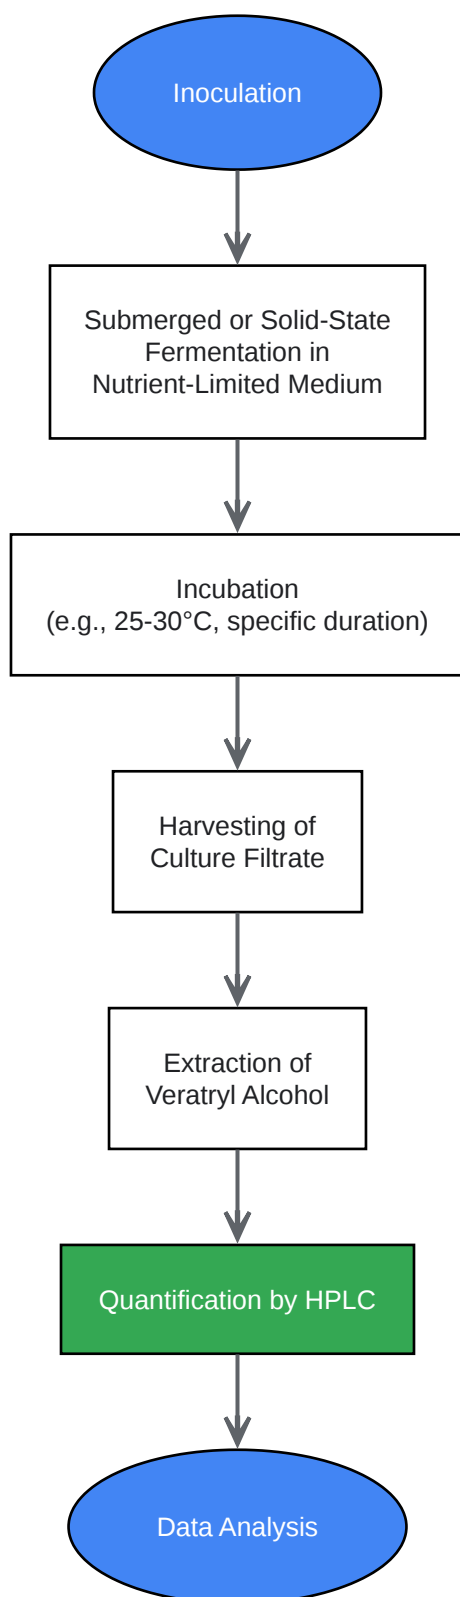 Inoculation
Submerged or Solid-State
Fermentation in
Nutrient-Limited Medium
Incubation
(e.g., 25-30°C, specific duration)
Harvesting of
Culture Filtrate
Extraction of
Veratryl Alcohol
Quantification by HPLC
Data Analysis